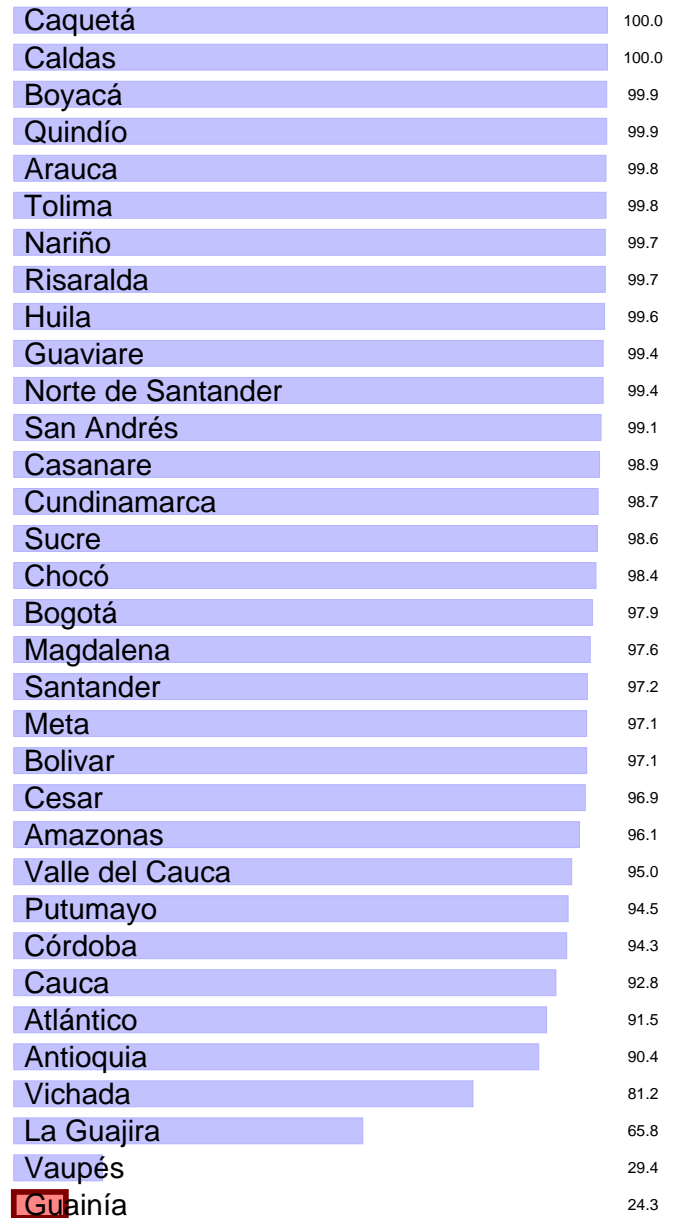 Caquetá 100.0
Caldas 100.0
Boyacá 99.9
Quindío 99.9
Arauca 99.8
Tolima 99.8
Nariño 99.7
Risaralda 99.7
Huila 99.6
Guaviare 99.4
Norte de Santander 99.4
San Andrés 99.1
Casanare 98.9
Cundinamarca 98.7
Sucre 98.6
Chocó 98.4
Bogotá 97.9
Magdalena 97.6
Santander 97.2
Meta 97.1
Bolivar 97.1
Cesar 96.9
Amazonas 96.1
Valle del Cauca 95.0
Putumayo 94.5
Córdoba 94.3
Cauca 92.8
Atlántico 91.5
Antioquia 90.4
Vichada 81.2
La Guajira 65.8
Vaupés 29.4
Guainía 24.3